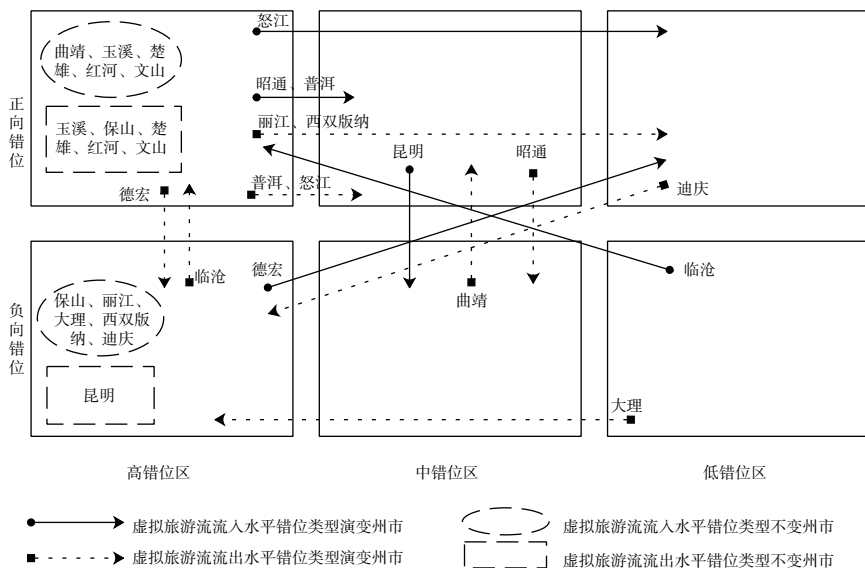 怒江
曲靖、玉溪、楚
雄、红河、文山
昭通、普洱
玉溪、保山、楚
雄、红河、文山
丽江、西双版纳
昆明
昭通
正向错位
德宏
普洱、怒江
迪庆
临沧
德宏
临沧
保山、丽江、
大理、西双版
纳、迪庆
曲靖
负向错位
昆明
大理
高错位区
中错位区
低错位区
虚拟旅游流流入水平错位类型演变州市
虚拟旅游流流入水平错位类型不变州市
虚拟旅游流流出水平错位类型演变州市
虚拟旅游流流出水平错位类型不变州市